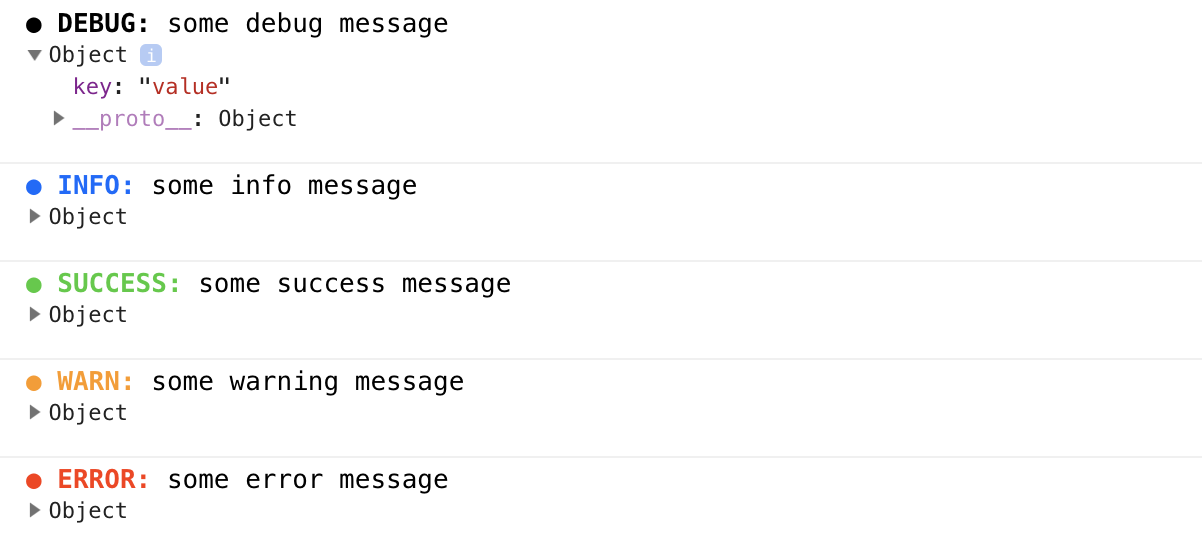 ● DEBUG: some debug message
▼ Object i
key: "value"
▶ __proto__: Object
● INFO: some info message
▶ Object
● SUCCESS: some success message
▶ Object
● WARN: some warning message
▶ Object
● ERROR: some error message
▶ Object